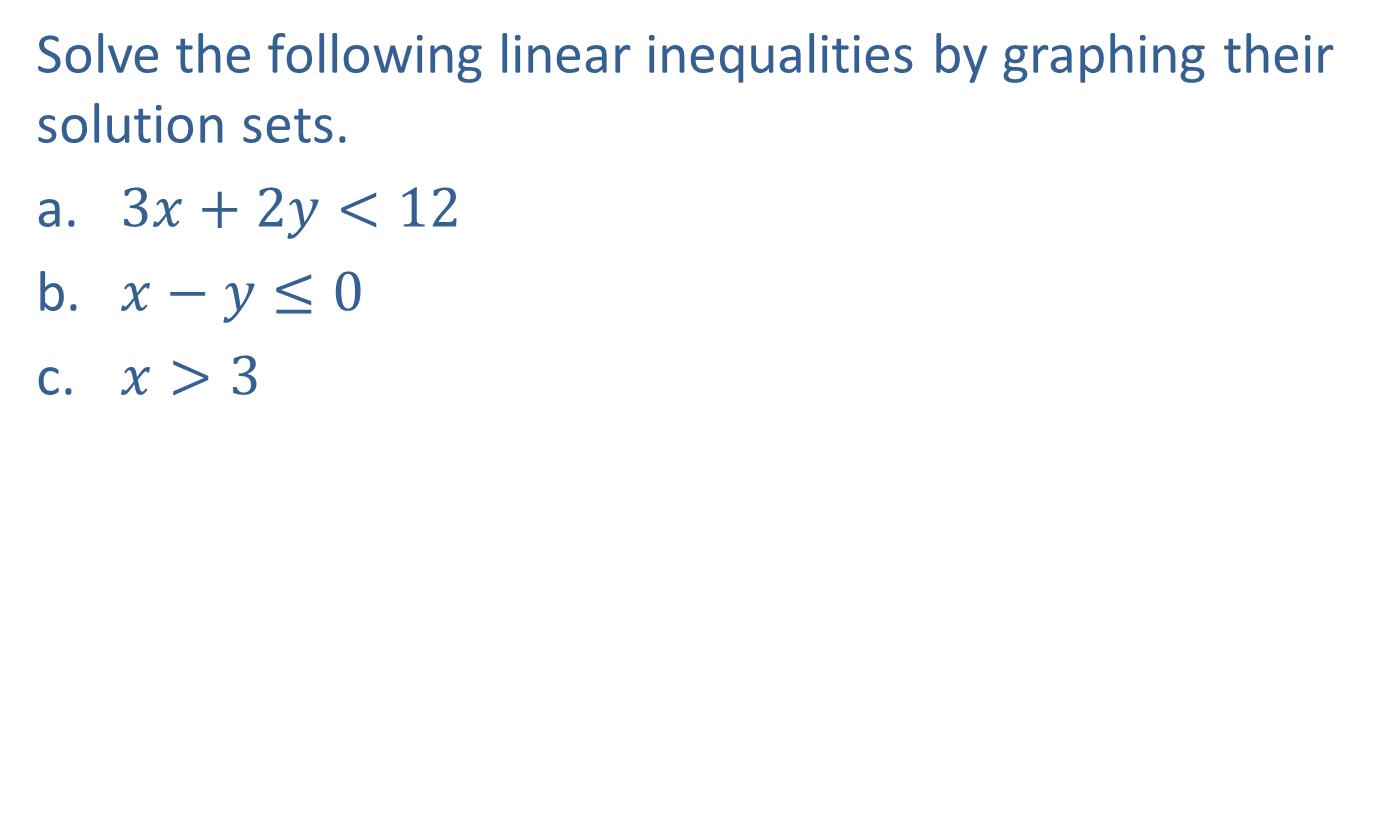 Solve the following linear inequalities by graphing their
solution sets.
a. 3x + 2y < 12
b. x − y ≤ 0
c. x > 3